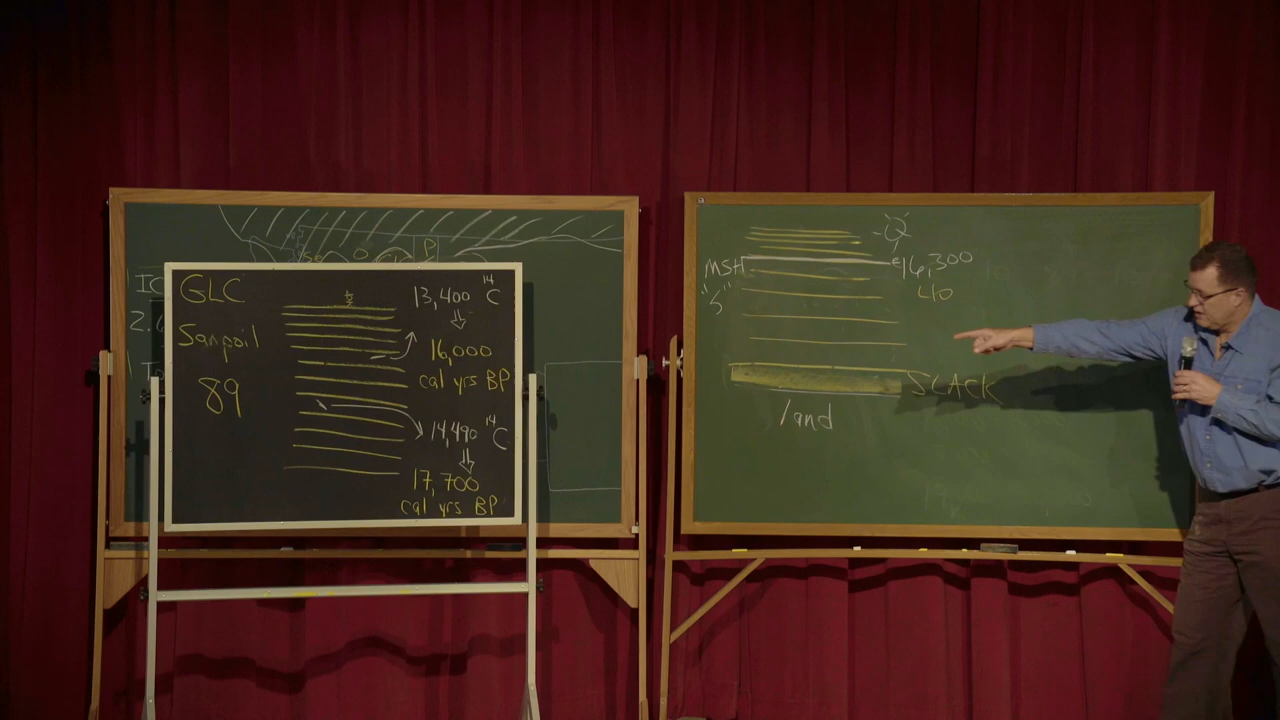 GLC
Sanpoil
89
13,400 ¹⁴C
16,000
cal yrs BP
14,490 ¹⁴C
17,700
cal yrs BP
MSH
"S"
16,300
40
SLACK
land